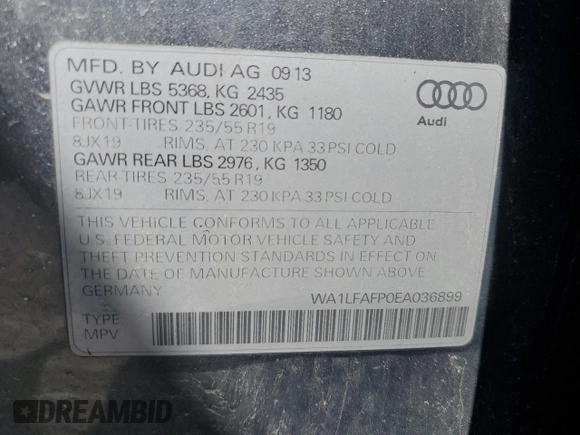 MFD. BY AUDI AG 09 13
GVWR LBS 5368, KG 2435
GAWR FRONT LBS 2601, KG 1180
FRONT-TIRES 235/55 R19
8JX19 RIMS, AT 230 KPA 33 PSI COLD
GAWR REAR LBS 2976, KG 1350
REAR-TIRES 235/55 R19
8JX19 RIMS, AT 230 KPA 33 PSI COLD
Audi
THIS VEHICLE CONFORMS TO ALL APPLICABLE
U.S. FEDERAL MOTOR VEHICLE SAFETY AND
THEFT PREVENTION STANDARDS IN EFFECT ON THE
DATE OF MANUFACTURE SHOWN ABOVE
GERMANY
WA1LFAFP0EA036899
TYPE
MPV
DREAMBID